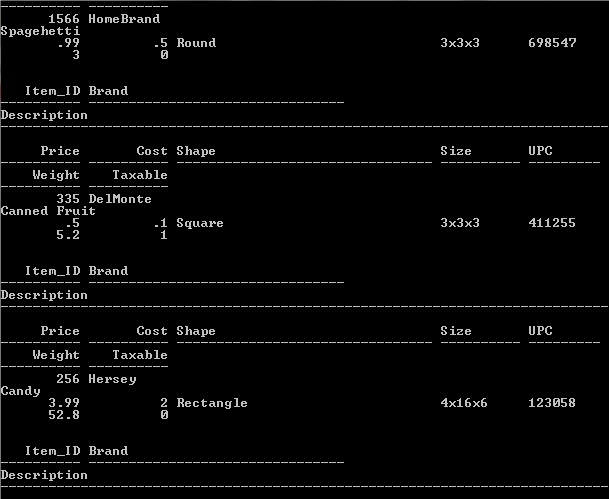 ---------- ----------
      1566 HomeBrand
Spagehetti
       .99         .5 Round                            3x3x3     698547
         3          0

   Item_ID Brand
---------- --------------------------------
Description
----------------------------------------------------------------------------
     Price       Cost Shape                            Size       UPC
---------- ---------- -------------------------------- ---------- ---------
    Weight    Taxable
---------- ----------
       335 DelMonte
Canned Fruit
        .5         .1 Square                           3x3x3      411255
       5.2          1

   Item_ID Brand
---------- --------------------------------
Description
----------------------------------------------------------------------------
     Price       Cost Shape                            Size       UPC
---------- ---------- -------------------------------- ---------- ---------
    Weight    Taxable
---------- ----------
       256 Hersey
Candy
      3.99          2 Rectangle                        4x16x6     123058
      52.8          0

   Item_ID Brand
---------- --------------------------------
Description
----------------------------------------------------------------------------